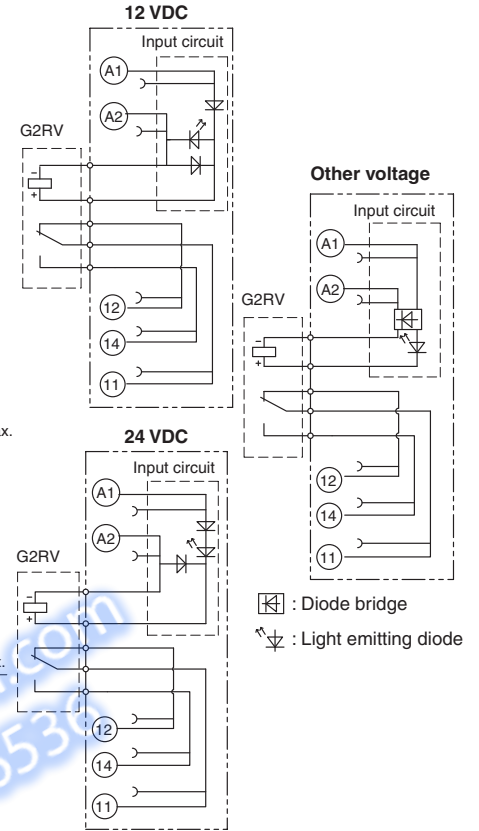 12 VDC
Input circuit
A1
A2
G2RV
−
+
12
14
11
Other voltage
Input circuit
A1
A2
G2RV
−
+
12
14
11
24 VDC
Input circuit
A1
A2
G2RV
−
+
12
14
11
: Diode bridge
: Light emitting diode